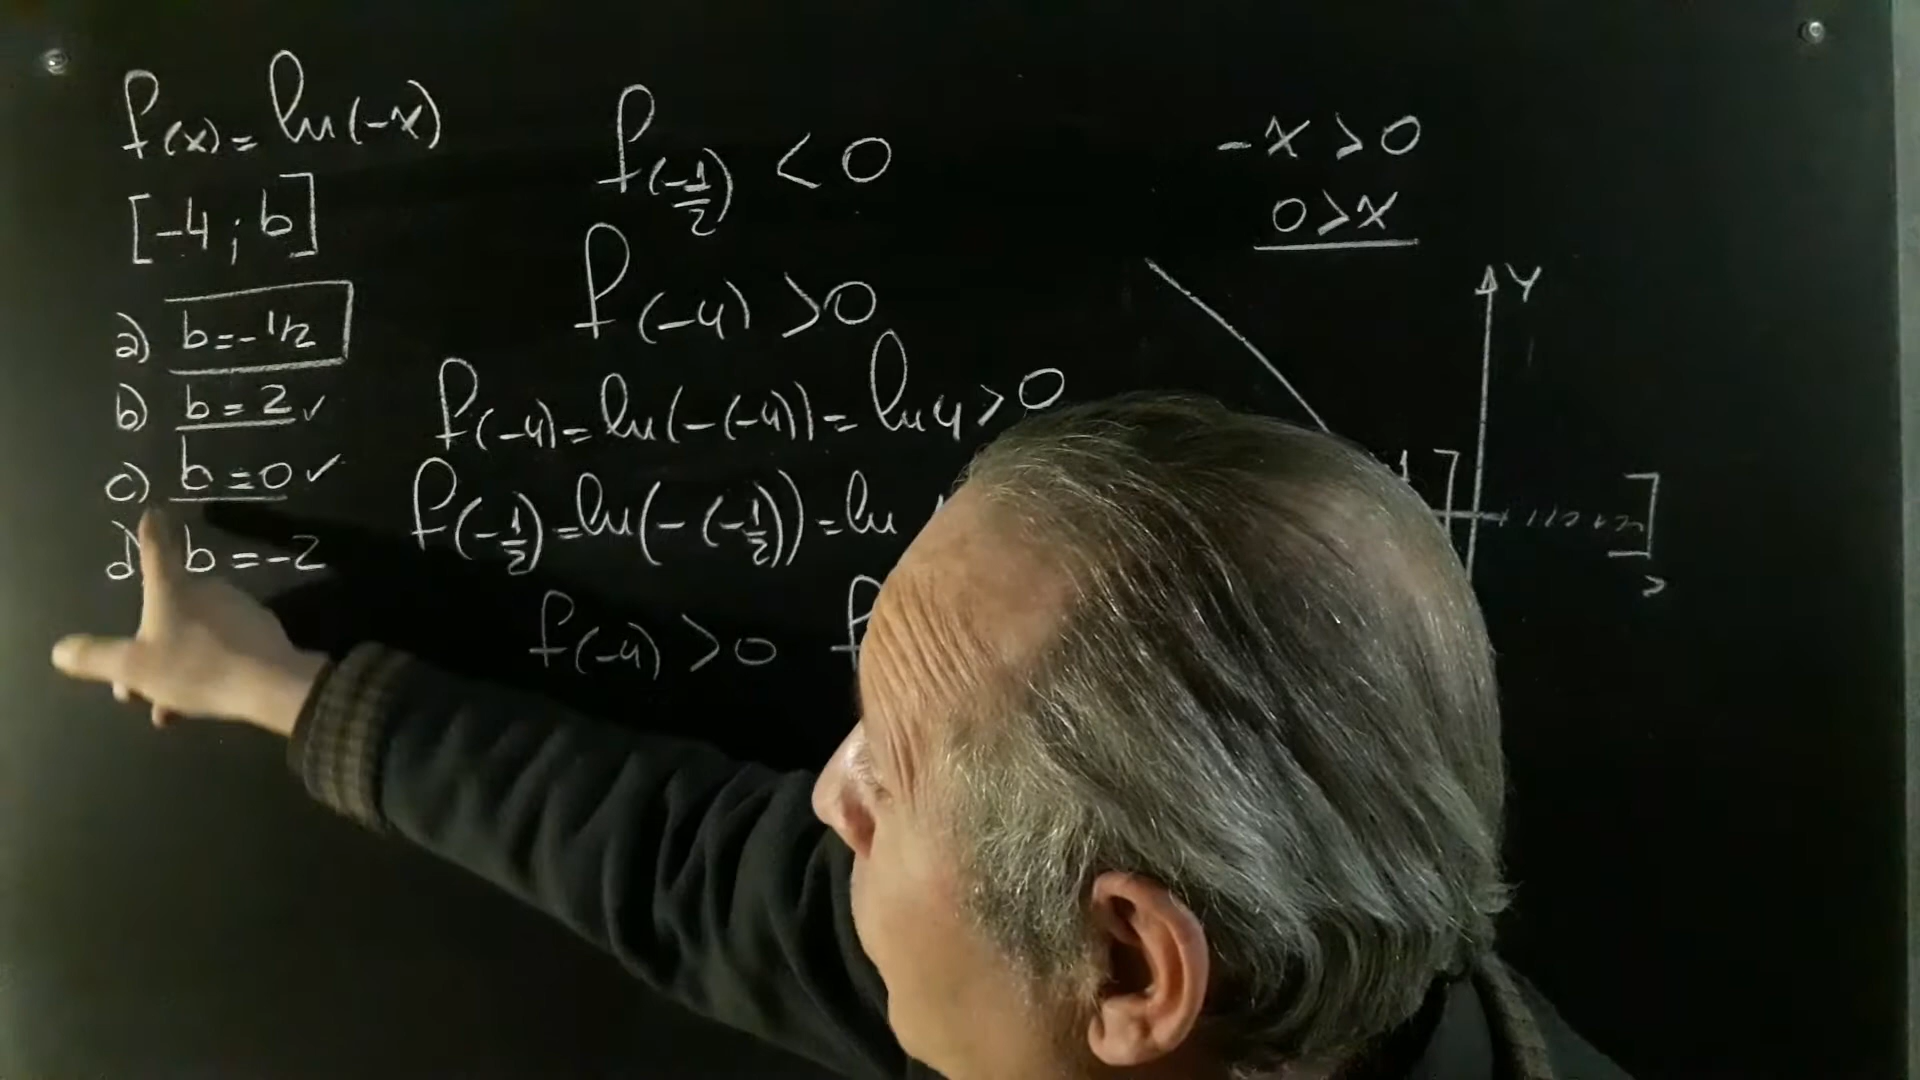 f(x) = ln(-x)
[-4 ; b]
a) b = -1/2
b) b = 2 ✓
c) b = 0 ✓
d) b = -2
f(-1/2) < 0
f(-4) > 0
f(-4) = ln(-(-4)) = ln 4 > 0
f(-1/2) = ln(-(-1/2)) = ln
f(-4) > 0 f
-x > 0
0 > x
Y